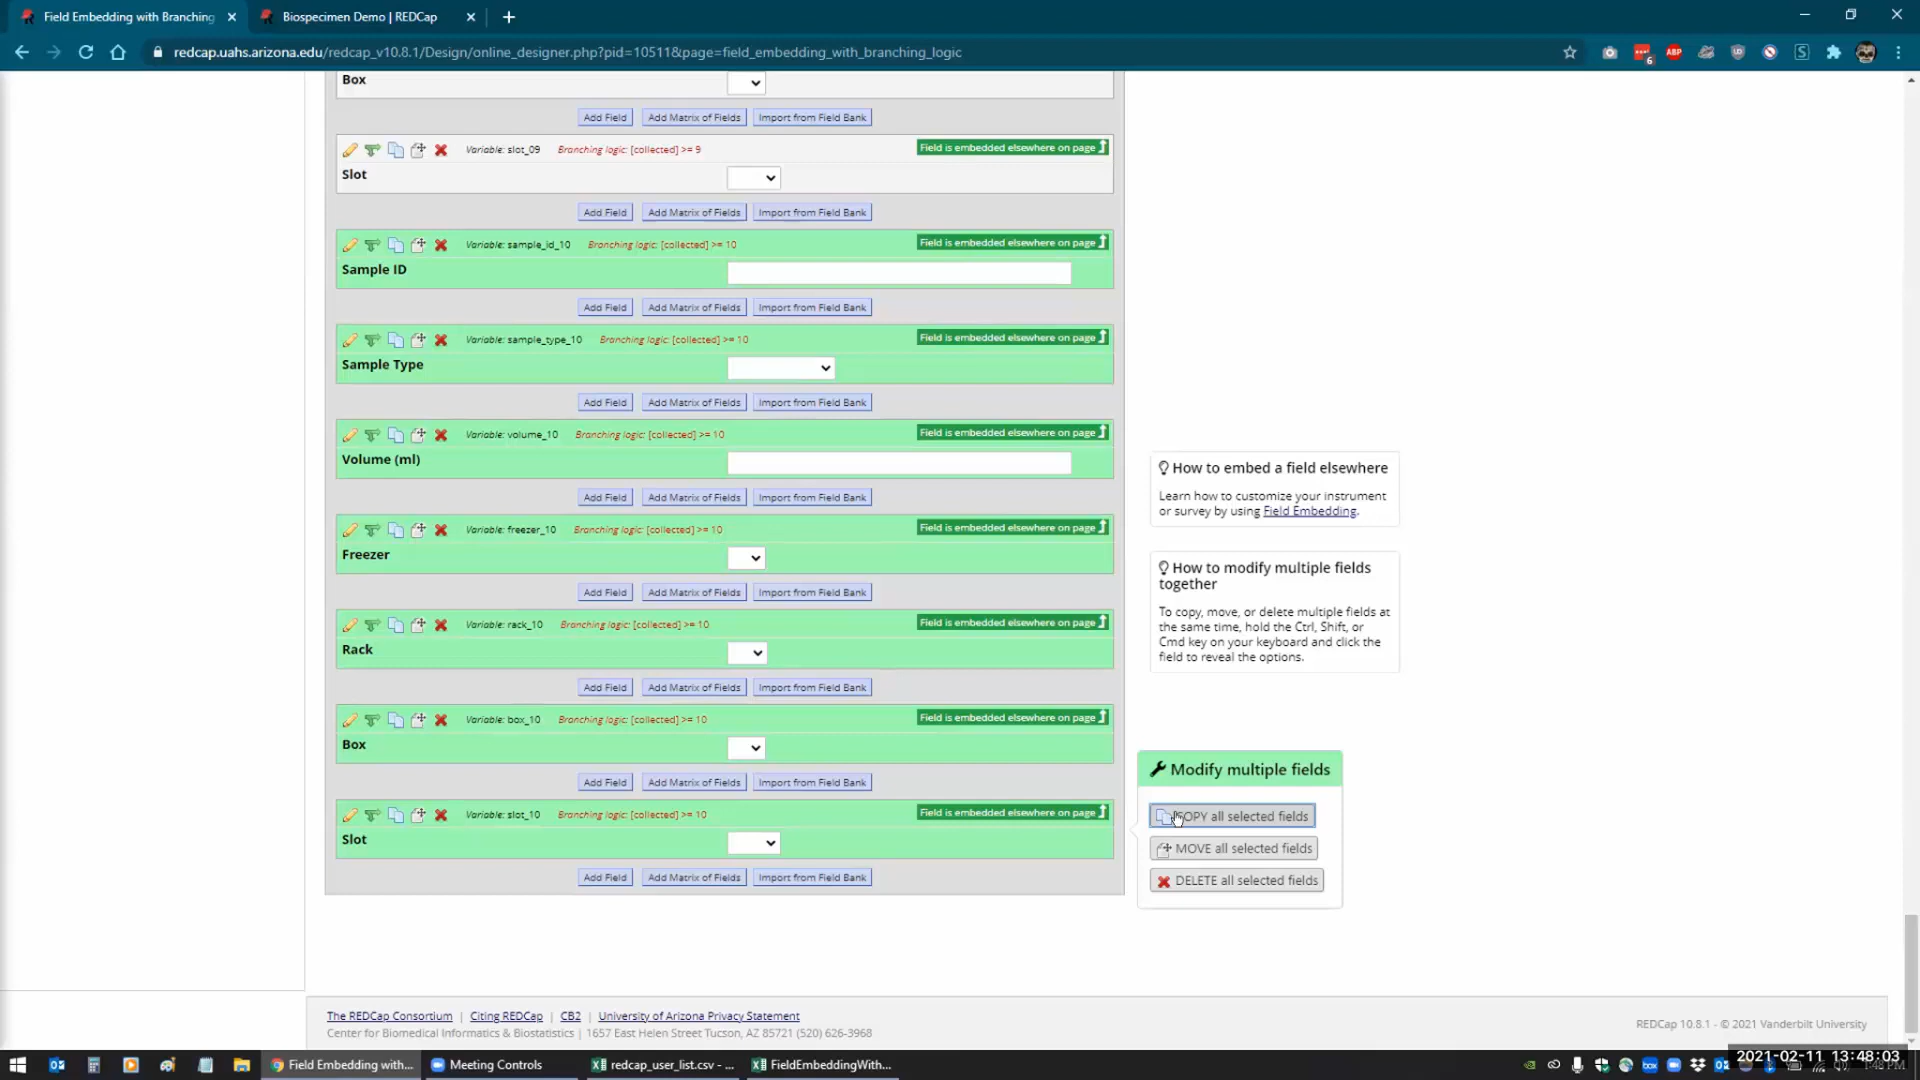 Field Embedding with Branching
Biospecimen Demo | REDCap
redcap.uahs.arizona.edu/redcap_v10.8.1/Design/online_designer.php?pid=10511&page=field_embedding_with_branching_logic
6
ABP
Box
Add Field Add Matrix of Fields Import from Field Bank
Variable: slot_09 Branching logic: [collected] >= 9 Field is embedded elsewhere on page
Slot
Add Field Add Matrix of Fields Import from Field Bank
Variable: sample_id_10 Branching logic: [collected] >= 10 Field is embedded elsewhere on page
Sample ID
Add Field Add Matrix of Fields Import from Field Bank
Variable: sample_type_10 Branching logic: [collected] >= 10 Field is embedded elsewhere on page
Sample Type
Add Field Add Matrix of Fields Import from Field Bank
Variable: volume_10 Branching logic: [collected] >= 10 Field is embedded elsewhere on page
Volume (ml)
Add Field Add Matrix of Fields Import from Field Bank
Variable: freezer_10 Branching logic: [collected] >= 10 Field is embedded elsewhere on page
Freezer
Add Field Add Matrix of Fields Import from Field Bank
Variable: rack_10 Branching logic: [collected] >= 10 Field is embedded elsewhere on page
Rack
Add Field Add Matrix of Fields Import from Field Bank
Variable: box_10 Branching logic: [collected] >= 10 Field is embedded elsewhere on page
Box
Add Field Add Matrix of Fields Import from Field Bank
Variable: slot_10 Branching logic: [collected] >= 10 Field is embedded elsewhere on page
Slot
Add Field Add Matrix of Fields Import from Field Bank
How to embed a field elsewhere
Learn how to customize your instrument
or survey by using Field Embedding.
How to modify multiple fields
together
To copy, move, or delete multiple fields at
the same time, hold the Ctrl, Shift, or
Cmd key on your keyboard and click the
field to reveal the options.
Modify multiple fields
COPY all selected fields
MOVE all selected fields
DELETE all selected fields
The REDCap Consortium | Citing REDCap | CB2 | University of Arizona Privacy Statement
Center for Biomedical Informatics & Biostatistics | 1657 East Helen Street Tucson, AZ 85721 (520) 626-3968
REDCap 10.8.1 - © 2021 Vanderbilt University
Field Embedding with...
Meeting Controls
redcap_user_list.csv - ...
FieldEmbeddingWith...
2021-02-11 13:48:03